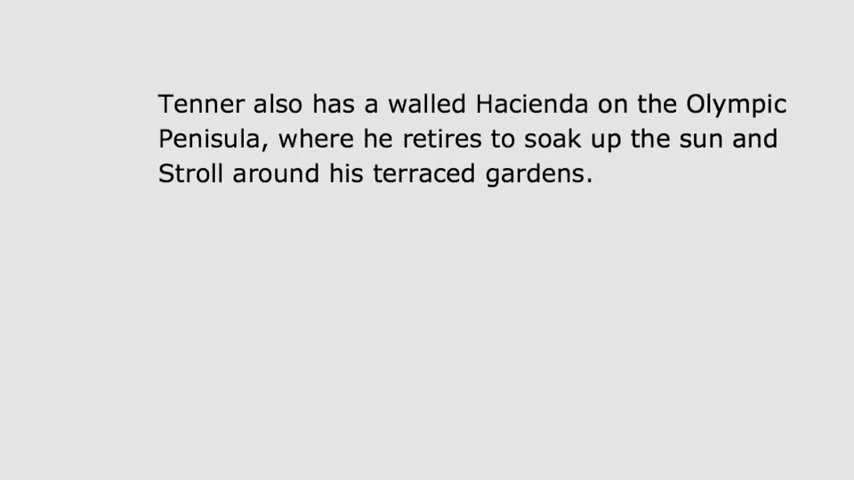 Tenner also has a walled Hacienda on the Olympic
Penisula, where he retires to soak up the sun and
Stroll around his terraced gardens.